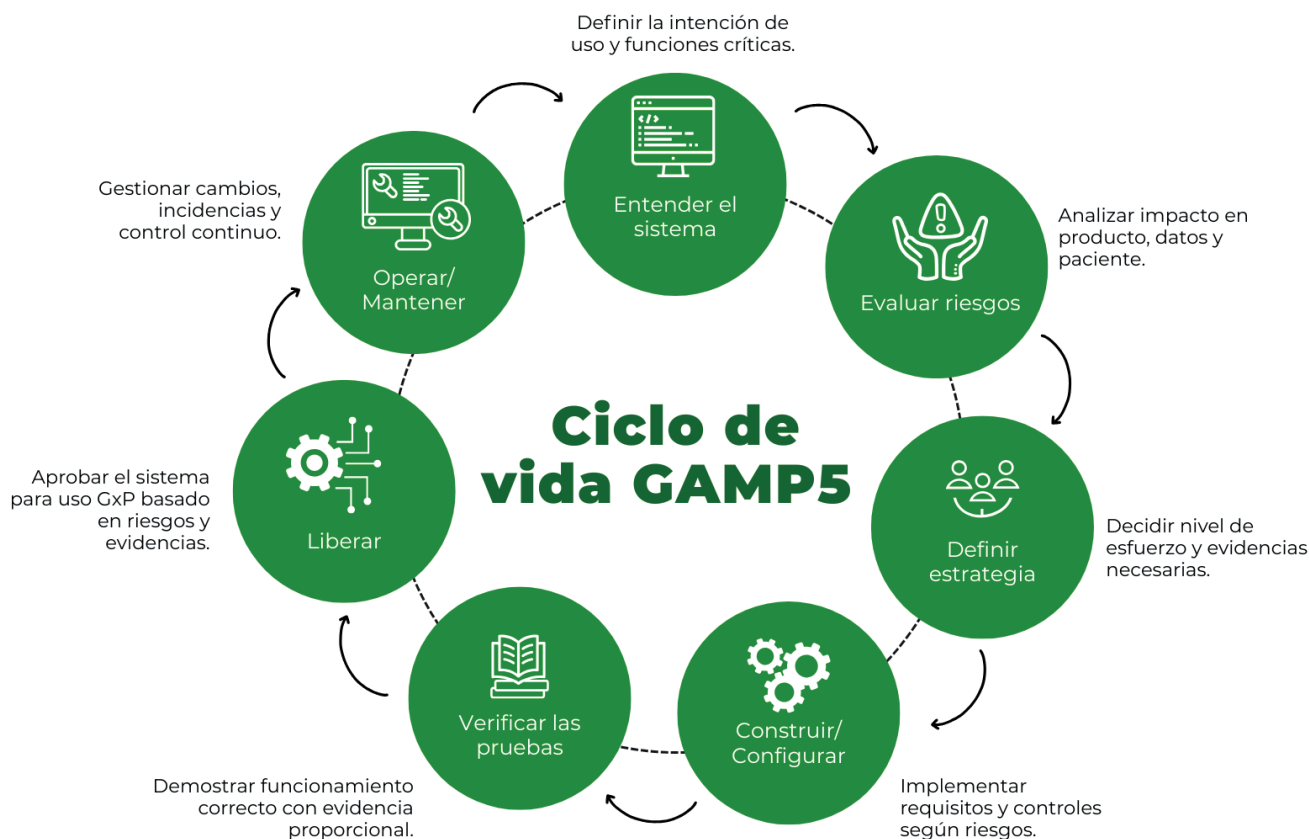 Definir la intención de
uso y funciones críticas.
Entender el
sistema
Evaluar riesgos
Analizar impacto en
producto, datos y
paciente.
Definir
estrategia
Decidir nivel de
esfuerzo y evidencias
necesarias.
Construir/
Configurar
Implementar
requisitos y controles
según riesgos.
Verificar las
pruebas
Demostrar funcionamiento
correcto con evidencia
proporcional.
Liberar
Aprobar el sistema
para uso GxP basado
en riesgos y
evidencias.
Operar/
Mantener
Gestionar cambios,
incidencias y
control continuo.
Ciclo de
vida GAMP5